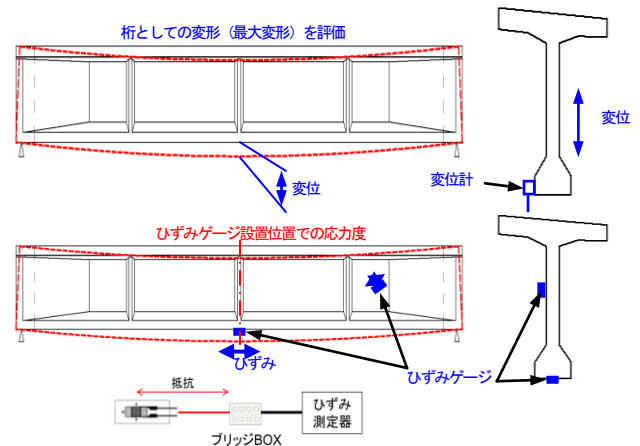 桁としての変形（最大変形）を評価
変位
変位計
変位
ひずみゲージ設置位置での応力度
ひずみ
ひずみゲージ
抵抗
ひずみ
測定器
ブリッジBOX